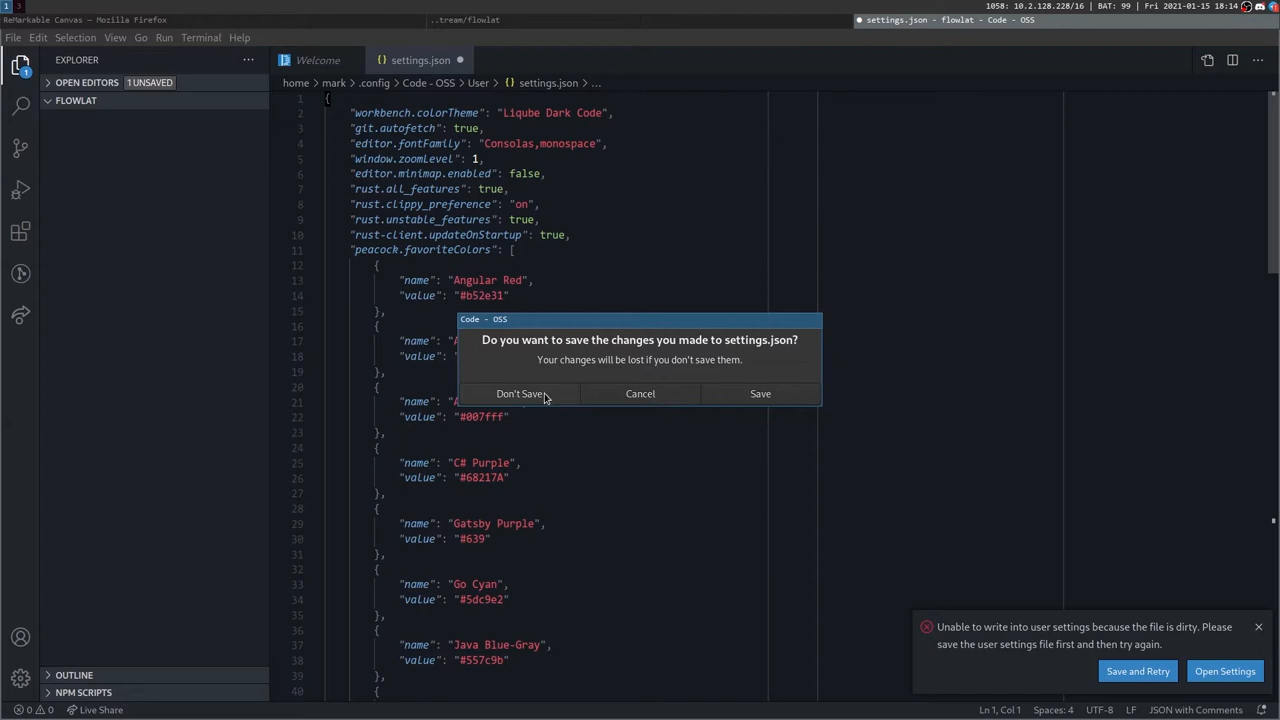 1 3 1058: 10.2.128.228/16 | BAT: 99 | Fri 2021-01-15 18:14
ReMarkable Canvas — Mozilla Firefox ..tream/flowlat settings.json - flowlat - Code - OSS
File Edit Selection View Go Run Terminal Help
EXPLORER
Welcome
{} settings.json
OPEN EDITORS 1 UNSAVED
home > mark > .config > Code - OSS > User > {} settings.json > ...
FLOWLAT
1 {
2 "workbench.colorTheme": "Liqube Dark Code",
3 "git.autofetch": true,
4 "editor.fontFamily": "Consolas,monospace",
5 "window.zoomLevel": 1,
6 "editor.minimap.enabled": false,
7 "rust.all_features": true,
8 "rust.clippy_preference": "on",
9 "rust.unstable_features": true,
10 "rust-client.updateOnStartup": true,
11 "peacock.favoriteColors": [
12 {
13 "name": "Angular Red",
14 "value": "#b52e31"
15 },
16 {
17 "name": "A
18 "value": "
19 },
20 {
21 "name": "A
22 "value": "#007fff"
23 },
24 {
25 "name": "C# Purple",
26 "value": "#68217A"
27 },
28 {
29 "name": "Gatsby Purple",
30 "value": "#639"
31 },
32 {
33 "name": "Go Cyan",
34 "value": "#5dc9e2"
35 },
36 {
37 "name": "Java Blue-Gray",
38 "value": "#557c9b"
39 },
40 {
Code - OSS
Do you want to save the changes you made to settings.json?
Your changes will be lost if you don't save them.
Don't Save Cancel Save
Unable to write into user settings because the file is dirty. Please
save the user settings file first and then try again.
Save and Retry Open Settings
1
OUTLINE
NPM SCRIPTS
0 0 Live Share Ln 1, Col 1 Spaces: 4 UTF-8 LF JSON with Comments